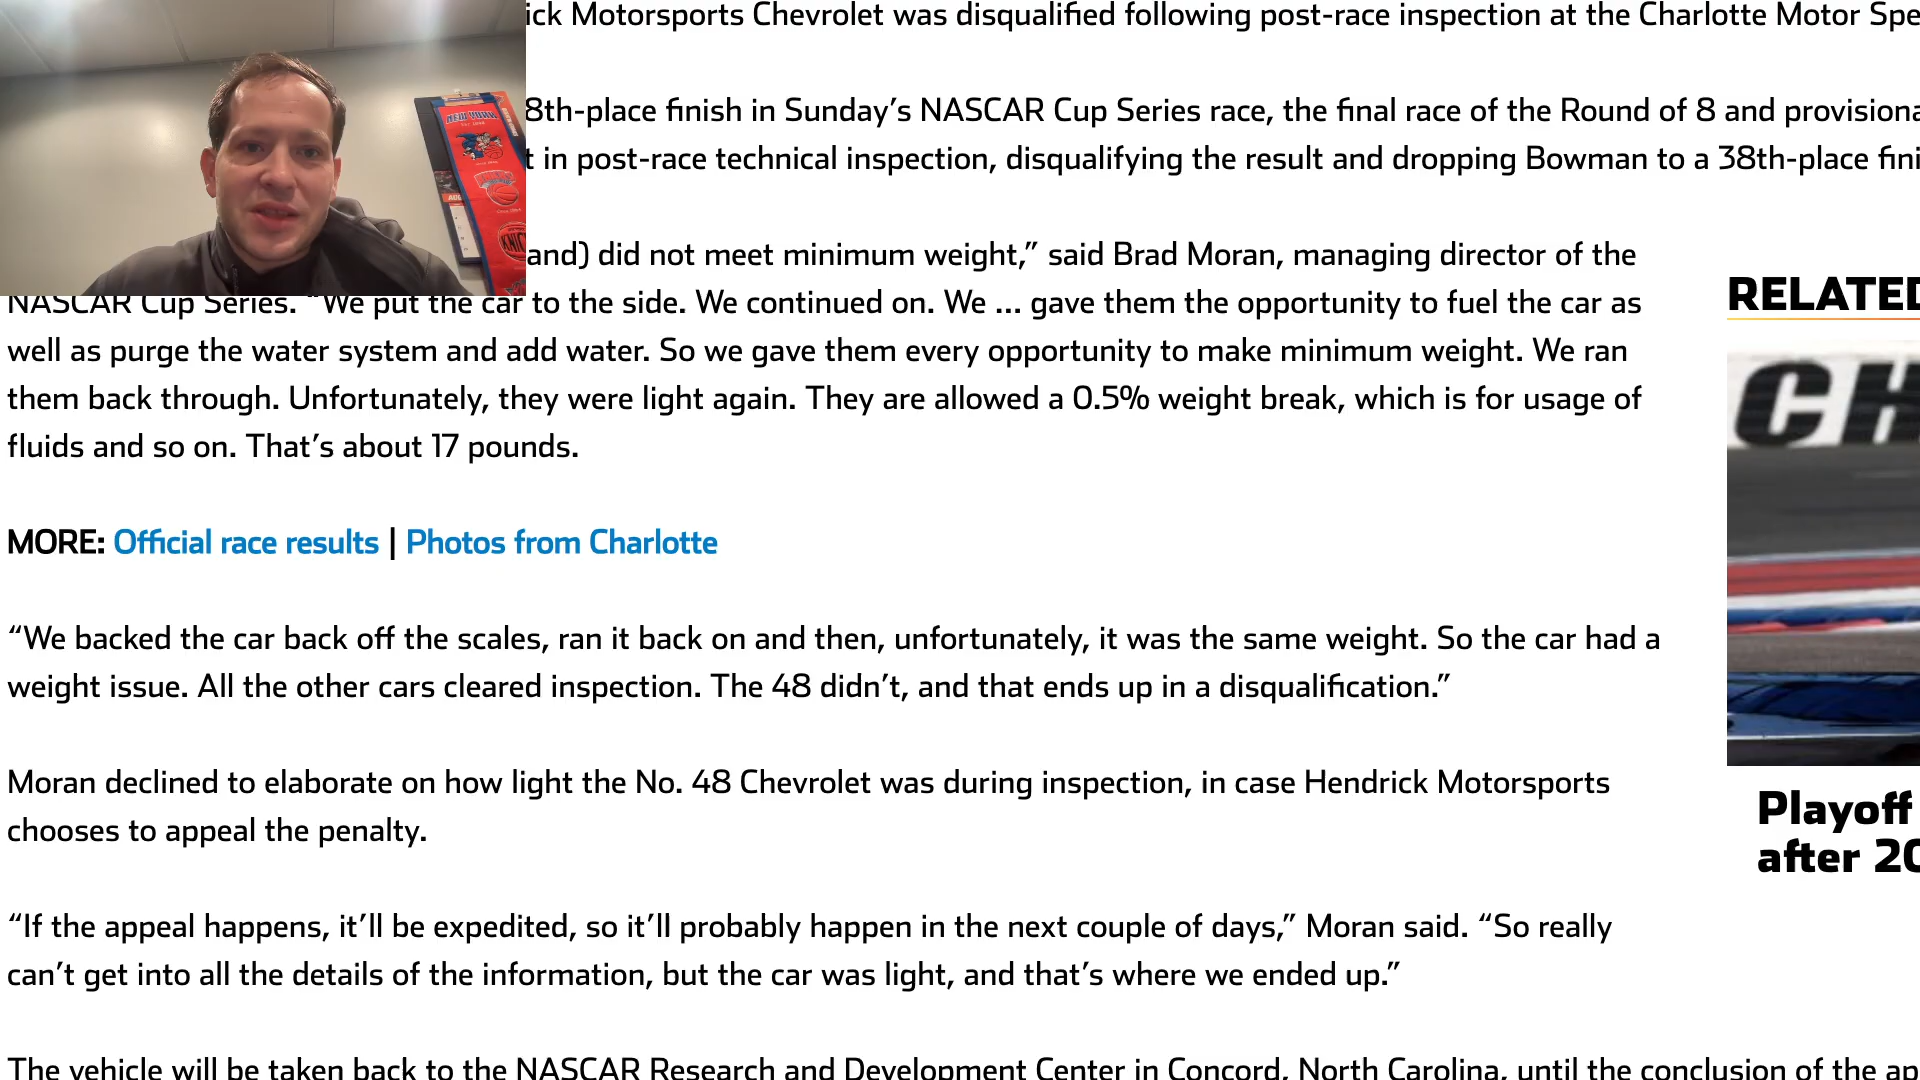 ick Motorsports Chevrolet was disqualified following post-race inspection at the Charlotte Motor Spe
8th-place finish in Sunday’s NASCAR Cup Series race, the final race of the Round of 8 and provisiona
t in post-race technical inspection, disqualifying the result and dropping Bowman to a 38th-place fini
and) did not meet minimum weight,” said Brad Moran, managing director of the
NASCAR Cup Series. “We put the car to the side. We continued on. We … gave them the opportunity to fuel the car as
well as purge the water system and add water. So we gave them every opportunity to make minimum weight. We ran
them back through. Unfortunately, they were light again. They are allowed a 0.5% weight break, which is for usage of
fluids and so on. That’s about 17 pounds.
MORE: Official race results | Photos from Charlotte
“We backed the car back off the scales, ran it back on and then, unfortunately, it was the same weight. So the car had a
weight issue. All the other cars cleared inspection. The 48 didn’t, and that ends up in a disqualification.”
Moran declined to elaborate on how light the No. 48 Chevrolet was during inspection, in case Hendrick Motorsports
chooses to appeal the penalty.
“If the appeal happens, it’ll be expedited, so it’ll probably happen in the next couple of days,” Moran said. “So really
can’t get into all the details of the information, but the car was light, and that’s where we ended up.”
The vehicle will be taken back to the NASCAR Research and Development Center in Concord, North Carolina, until the conclusion of the ap
RELATED
CH
Playoff
after 20
NEW YORK
KNIC